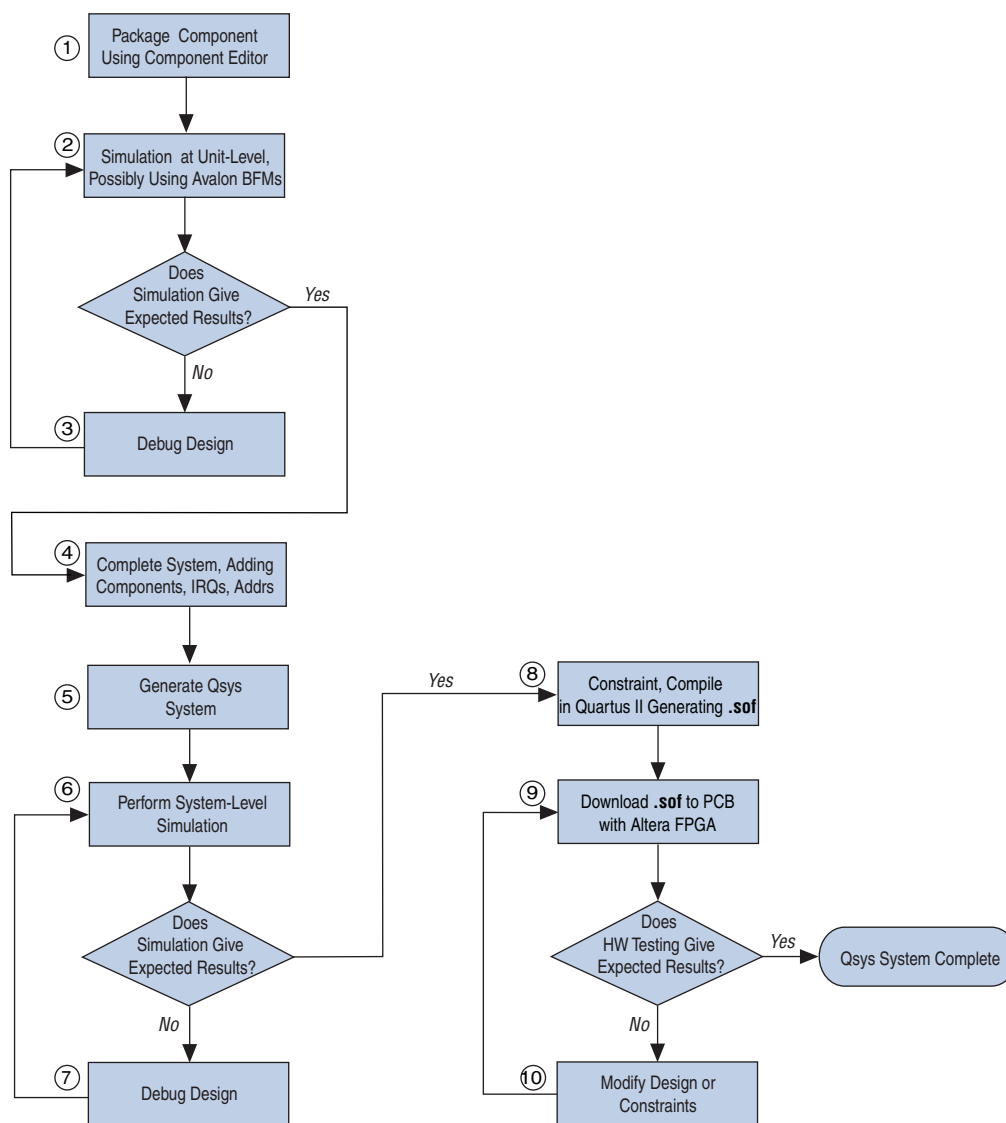 1
Package Component
Using Component Editor
2
Simulation at Unit-Level,
Possibly Using Avalon BFMs
Does
Simulation Give
Expected Results?
Yes
No
3
Debug Design
4
Complete System, Adding
Components, IRQs, Addrs
5
Generate Qsys
System
6
Perform System-Level
Simulation
Does
Simulation Give
Expected Results?
Yes
No
7
Debug Design
8
Constraint, Compile
in Quartus II Generating .sof
9
Download .sof to PCB
with Altera FPGA
Does
HW Testing Give
Expected Results?
Yes
Qsys System Complete
No
10
Modify Design or
Constraints